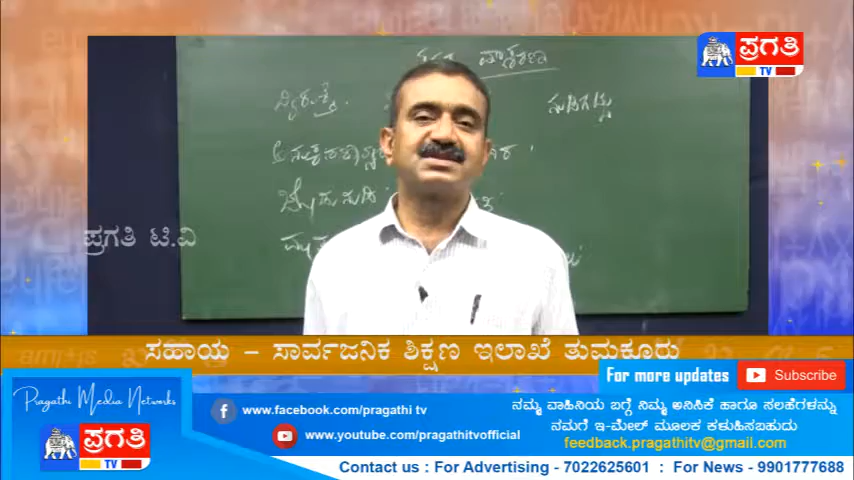 ಪ್ರಗತಿ
TV
ವ್ಯಾಕರಣ
ನುಡಿಗಟ್ಟು
ದ್ವಿರುಕ್ತಿ.
ಪ್ರಗತಿ ಟಿ.ವಿ
ಸಹಾಯ – ಸಾರ್ವಜನಿಕ ಶಿಕ್ಷಣ ಇಲಾಖೆ ತುಮಕೂರು
For more updates
Subscribe
Pragathi Media Networks
ಪ್ರಗತಿ
TV
www.facebook.com/pragathi tv
www.youtube.com/pragathitvofficial
ನಮ್ಮ ವಾಹಿನಿಯ ಬಗ್ಗೆ ನಿಮ್ಮ ಅನಿಸಿಕೆ ಹಾಗೂ ಸಲಹೆಗಳನ್ನು
ನಮಗೆ ಇ-ಮೇಲ್ ಮೂಲಕ ಕಳುಹಿಸಬಹುದು
feedback.pragathitv@gmail.com
Contact us : For Advertising - 7022625601 : For News - 9901777688